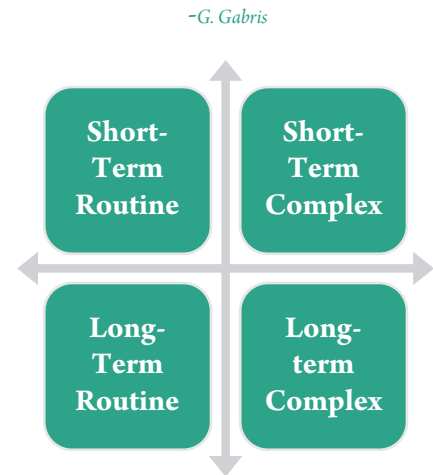 -G. Gabris
Short-
Term
Routine
Short-
Term
Complex
Long-
Term
Routine
Long-
term
Complex